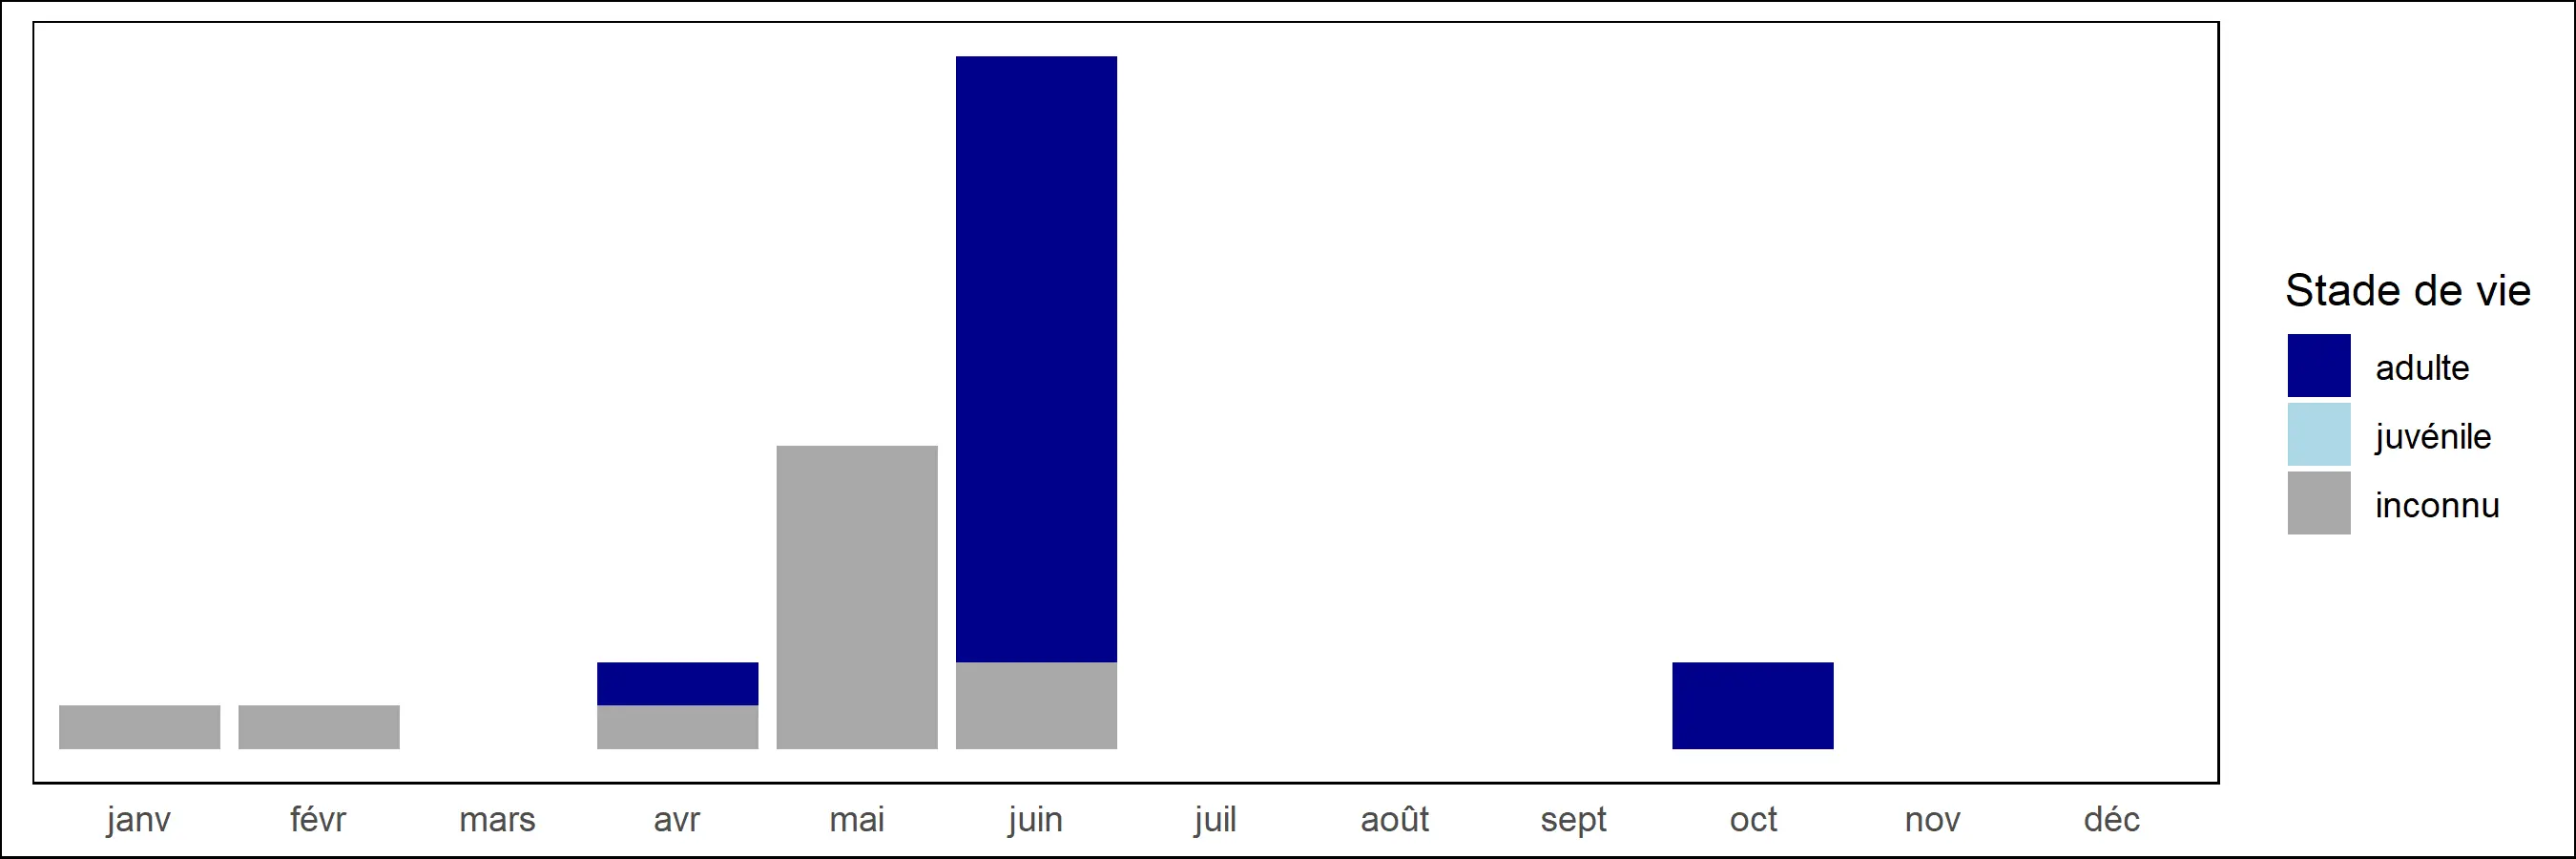 Stade de vie
adulte
juvénile
inconnu
janv févr mars avr mai juin juil août sept oct nov déc